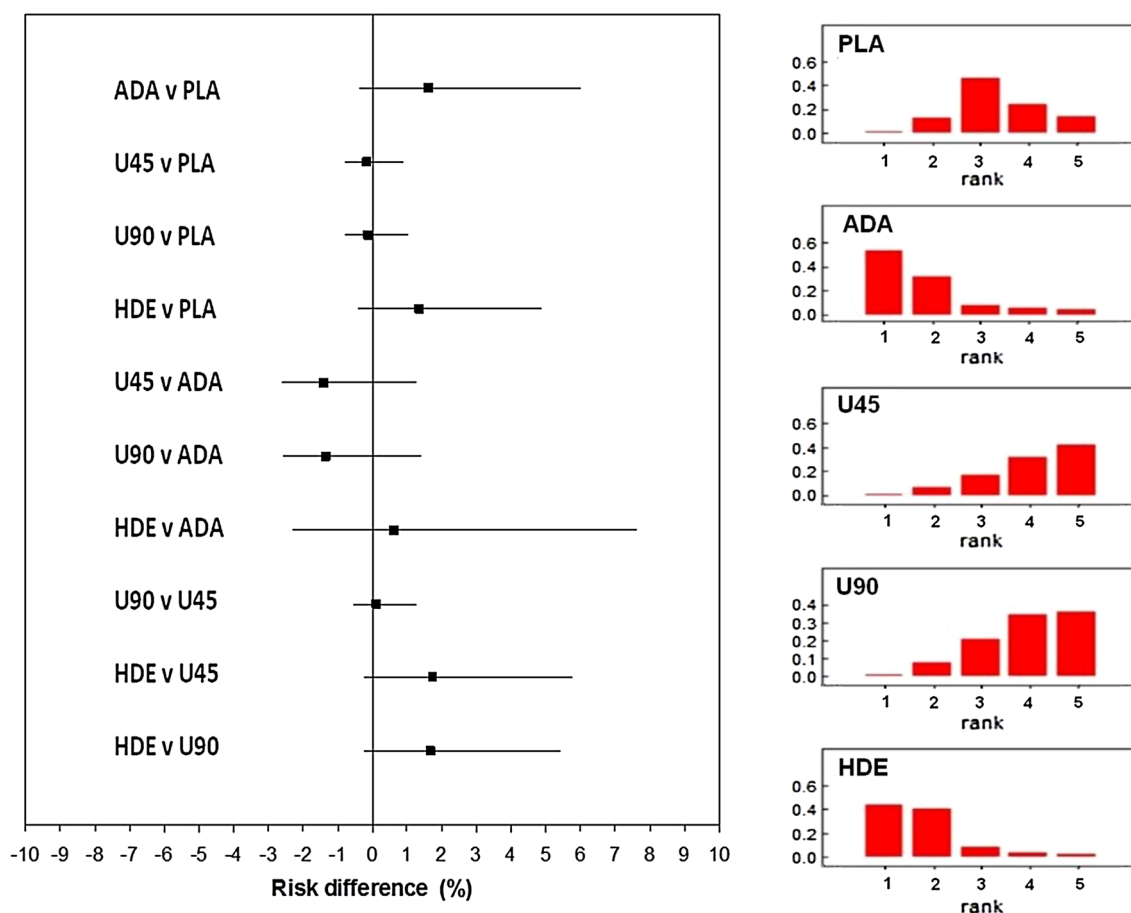 ADA v PLA
U45 v PLA
U90 v PLA
HDE v PLA
U45 v ADA
U90 v ADA
HDE v ADA
U90 v U45
HDE v U45
HDE v U90
-10 -9 -8 -7 -6 -5 -4 -3 -2 -1 0 1 2 3 4 5 6 7 8 9 10
Risk difference (%)
PLA
0.6
0.4
0.2
0.0
1 2 3 4 5
rank
ADA
0.6
0.4
0.2
0.0
1 2 3 4 5
rank
U45
0.6
0.4
0.2
0.0
1 2 3 4 5
rank
U90
0.4
0.3
0.2
0.1
0.0
1 2 3 4 5
rank
HDE
0.6
0.4
0.2
0.0
1 2 3 4 5
rank